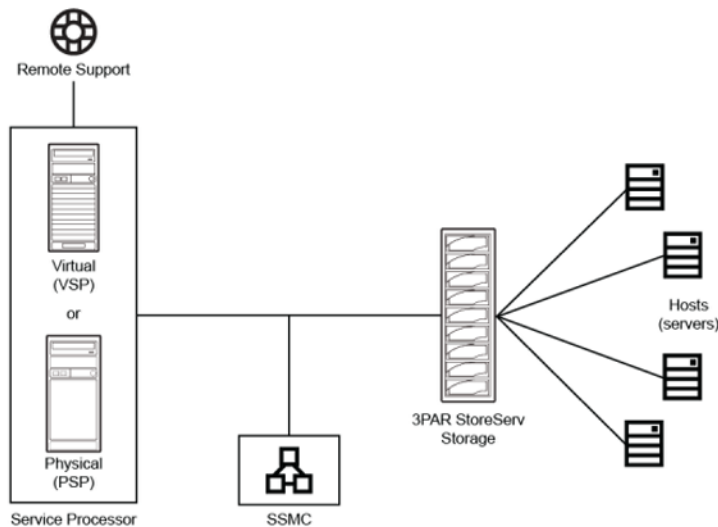 Remote Support
Virtual
(VSP)
or
Physical
(PSP)
Service Processor
SSMC
3PAR StoreServ
Storage
Hosts
(servers)